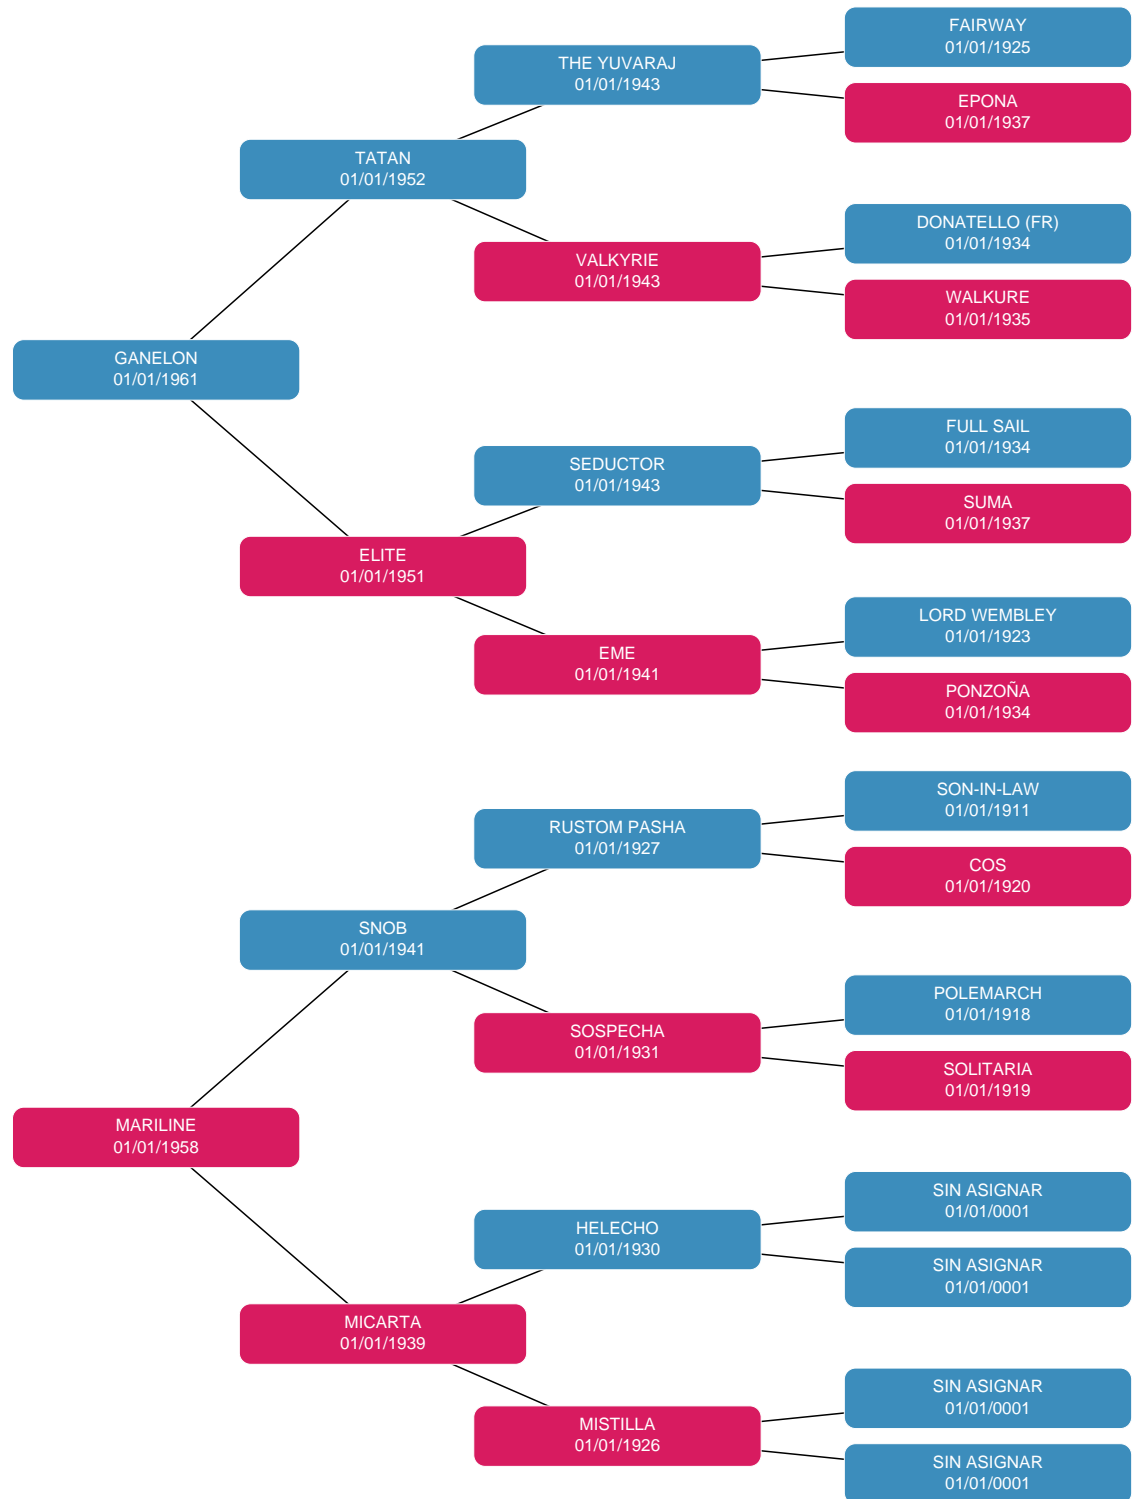 FAIRWAY
01/01/1925
THE YUVARAJ
01/01/1943
EPONA
01/01/1937
TATAN
01/01/1952
DONATELLO (FR)
01/01/1934
VALKYRIE
01/01/1943
WALKURE
01/01/1935
GANELON
01/01/1961
FULL SAIL
01/01/1934
SEDUCTOR
01/01/1943
SUMA
01/01/1937
ELITE
01/01/1951
LORD WEMBLEY
01/01/1923
EME
01/01/1941
PONZOÑA
01/01/1934
SON-IN-LAW
01/01/1911
RUSTOM PASHA
01/01/1927
COS
01/01/1920
SNOB
01/01/1941
POLEMARCH
01/01/1918
SOSPECHA
01/01/1931
SOLITARIA
01/01/1919
MARILINE
01/01/1958
SIN ASIGNAR
01/01/0001
HELECHO
01/01/1930
SIN ASIGNAR
01/01/0001
MICARTA
01/01/1939
SIN ASIGNAR
01/01/0001
MISTILLA
01/01/1926
SIN ASIGNAR
01/01/0001